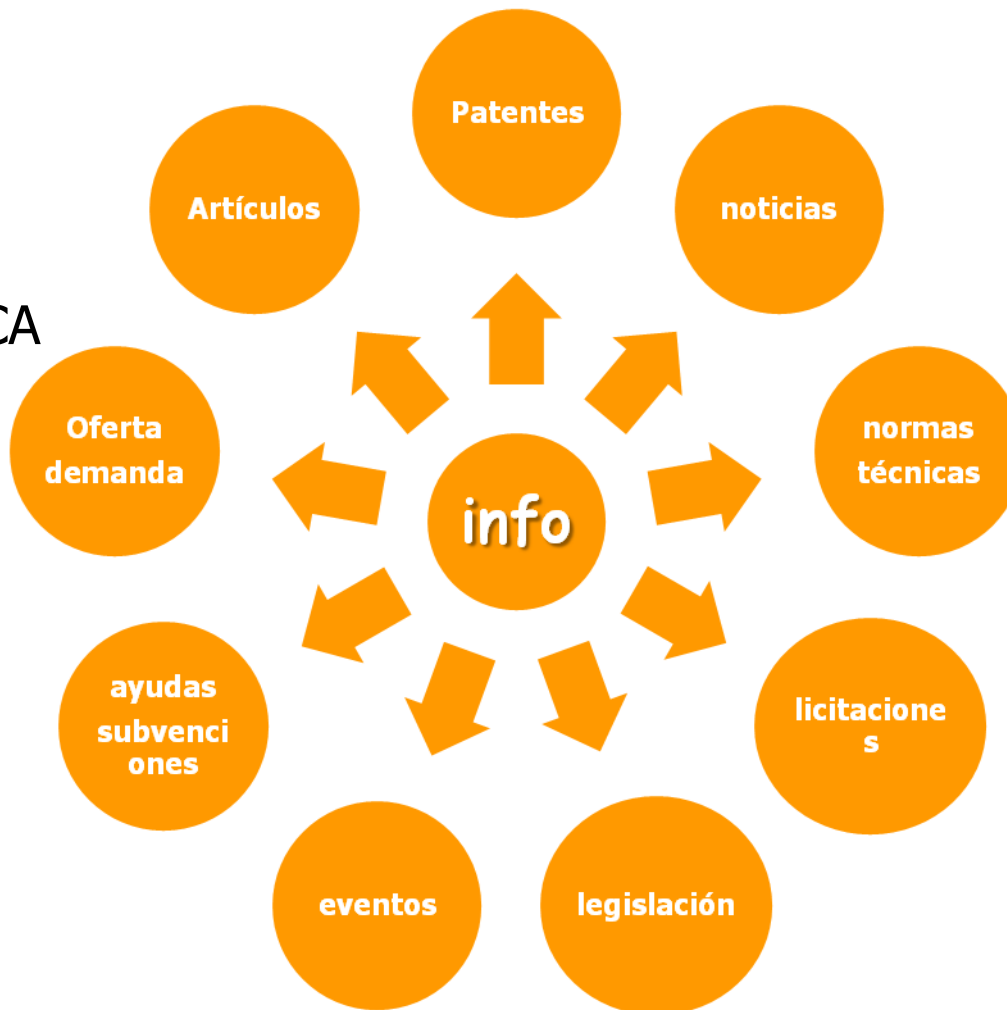 Patentes
Artículos
noticias
CA
Oferta
demanda
normas
técnicas
info
ayudas
subvenci
ones
licitacione
s
eventos
legislación